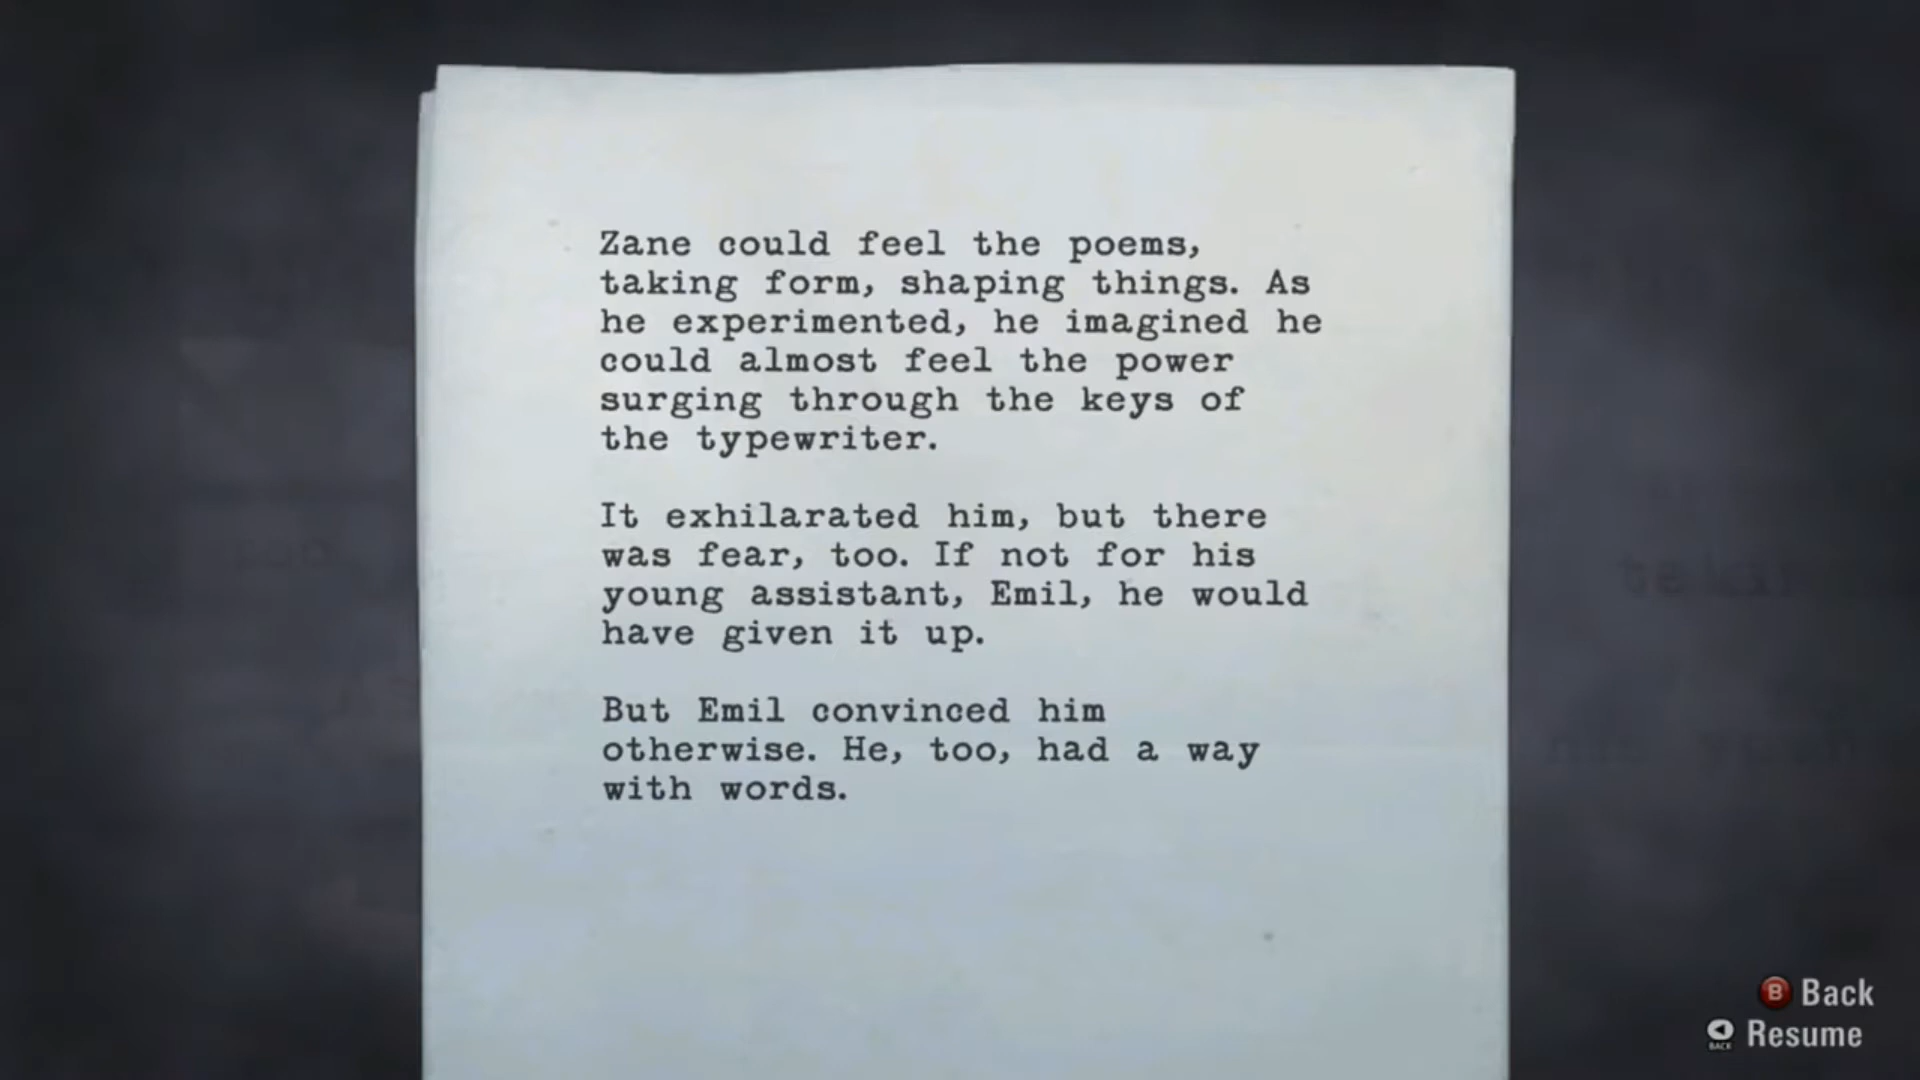 Zane could feel the poems,
taking form, shaping things. As
he experimented, he imagined he
could almost feel the power
surging through the keys of
the typewriter.
It exhilarated him, but there
was fear, too. If not for his
young assistant, Emil, he would
have given it up.
But Emil convinced him
otherwise. He, too, had a way
with words.
B Back
BACK Resume